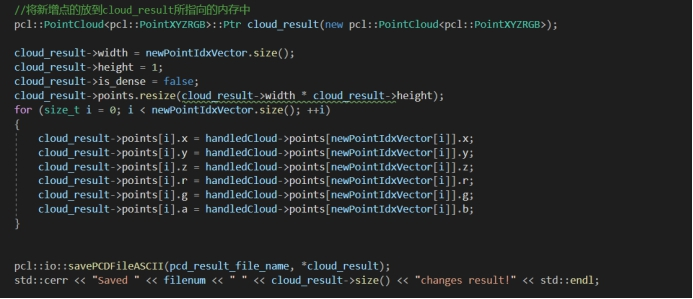 //将新增点的放到cloud_result所指向的内存中
pcl::PointCloud<pcl::PointXYZRGB>::Ptr cloud_result(new pcl::PointCloud<pcl::PointXYZRGB>);
cloud_result->width = newPointIdxVector.size();
cloud_result->height = 1;
cloud_result->is_dense = false;
cloud_result->points.resize(cloud_result->width * cloud_result->height);
for (size_t i = 0; i < newPointIdxVector.size(); ++i)
{
cloud_result->points[i].x = handledCloud->points[newPointIdxVector[i]].x;
cloud_result->points[i].y = handledCloud->points[newPointIdxVector[i]].y;
cloud_result->points[i].z = handledCloud->points[newPointIdxVector[i]].z;
cloud_result->points[i].r = handledCloud->points[newPointIdxVector[i]].r;
cloud_result->points[i].g = handledCloud->points[newPointIdxVector[i]].g;
cloud_result->points[i].a = handledCloud->points[newPointIdxVector[i]].b;
}
pcl::io::savePCDFileASCII(pcd_result_file_name, *cloud_result);
std::cerr << "Saved " << filenum << " " << cloud_result->size() << "changes result!" << std::endl;